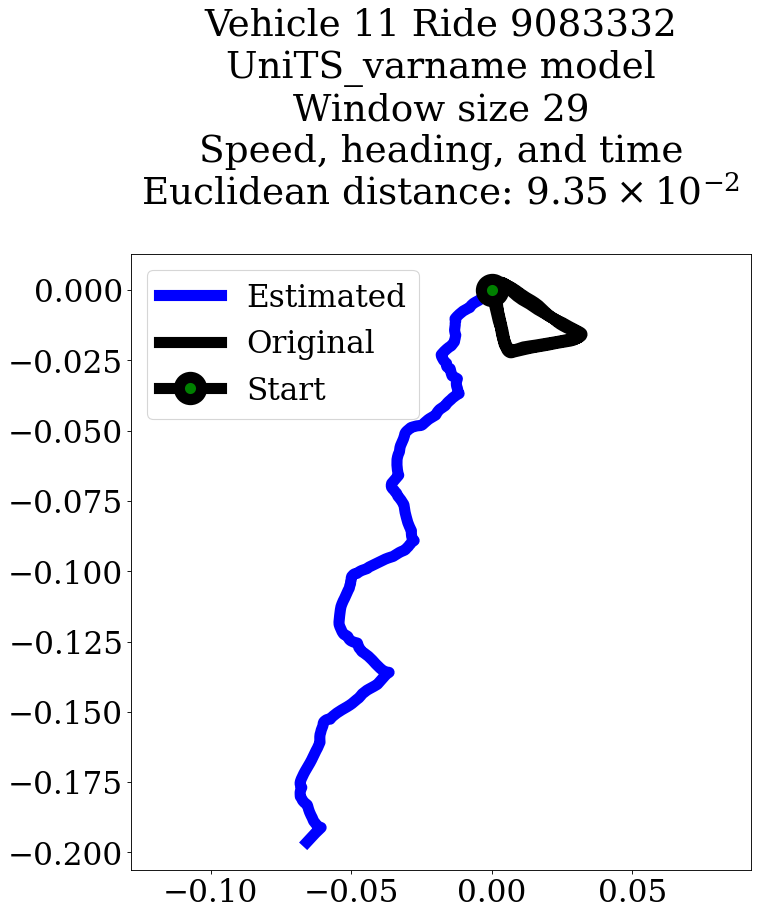 Vehicle 11 Ride 9083332
UniTS_varname model
Window size 29
Speed, heading, and time
Euclidean distance: 9.35 × 10⁻²
Estimated
Original
Start
0.000
−0.025
−0.050
−0.075
−0.100
−0.125
−0.150
−0.175
−0.200
−0.10 −0.05 0.00 0.05